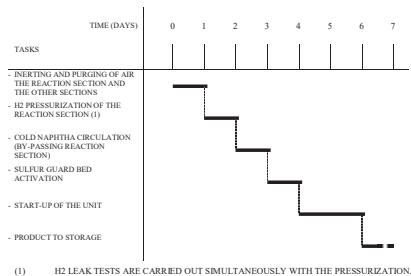 TIME (DAYS) 0 1 2 3 4 5 6 7
TASKS
- INERTING AND PURGING OF AIR
THE REACTION SECTION AND
THE OTHER SECTIONS
- H2 PRESSURIZATION OF THE
REACTION SECTION (1)
- COLD NAPHTHA CIRCULATION
(BY-PASSING REACTION
SECTION)
- SULFUR GUARD BED
ACTIVATION
- START-UP OF THE UNIT
- PRODUCT TO STORAGE
(1) H2 LEAK TESTS ARE CARRIED OUT SIMULTANEOUSLY WITH THE PRESSURIZATION.